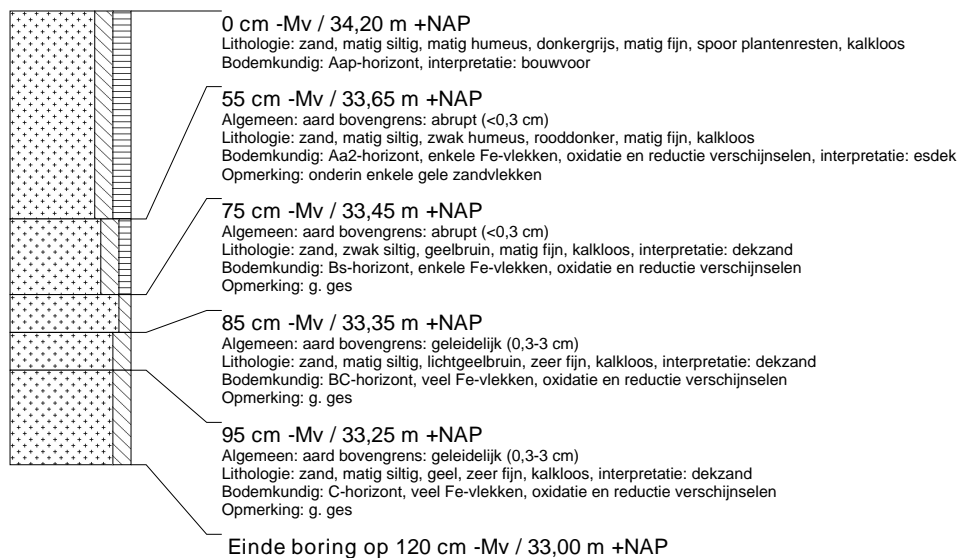 0 cm -Mv / 34,20 m +NAP
Lithologie: zand, matig siltig, matig humeus, donkergrijs, matig fijn, spoor plantenresten, kalkloos
Bodemkundig: Aap-horizont, interpretatie: bouwvoor
55 cm -Mv / 33,65 m +NAP
Algemeen: aard bovengrens: abrupt (<0,3 cm)
Lithologie: zand, matig siltig, zwak humeus, rooddonker, matig fijn, kalkloos
Bodemkundig: Aa2-horizont, enkele Fe-vlekken, oxidatie en reductie verschijnselen, interpretatie: esdek
Opmerking: onderin enkele gele zandvlekken
75 cm -Mv / 33,45 m +NAP
Algemeen: aard bovengrens: abrupt (<0,3 cm)
Lithologie: zand, zwak siltig, geelbruin, matig fijn, kalkloos, interpretatie: dekzand
Bodemkundig: Bs-horizont, enkele Fe-vlekken, oxidatie en reductie verschijnselen
Opmerking: g. ges
85 cm -Mv / 33,35 m +NAP
Algemeen: aard bovengrens: geleidelijk (0,3-3 cm)
Lithologie: zand, matig siltig, lichtgeelbruin, zeer fijn, kalkloos, interpretatie: dekzand
Bodemkundig: BC-horizont, veel Fe-vlekken, oxidatie en reductie verschijnselen
Opmerking: g. ges
95 cm -Mv / 33,25 m +NAP
Algemeen: aard bovengrens: geleidelijk (0,3-3 cm)
Lithologie: zand, matig siltig, geel, zeer fijn, kalkloos, interpretatie: dekzand
Bodemkundig: C-horizont, veel Fe-vlekken, oxidatie en reductie verschijnselen
Opmerking: g. ges
Einde boring op 120 cm -Mv / 33,00 m +NAP